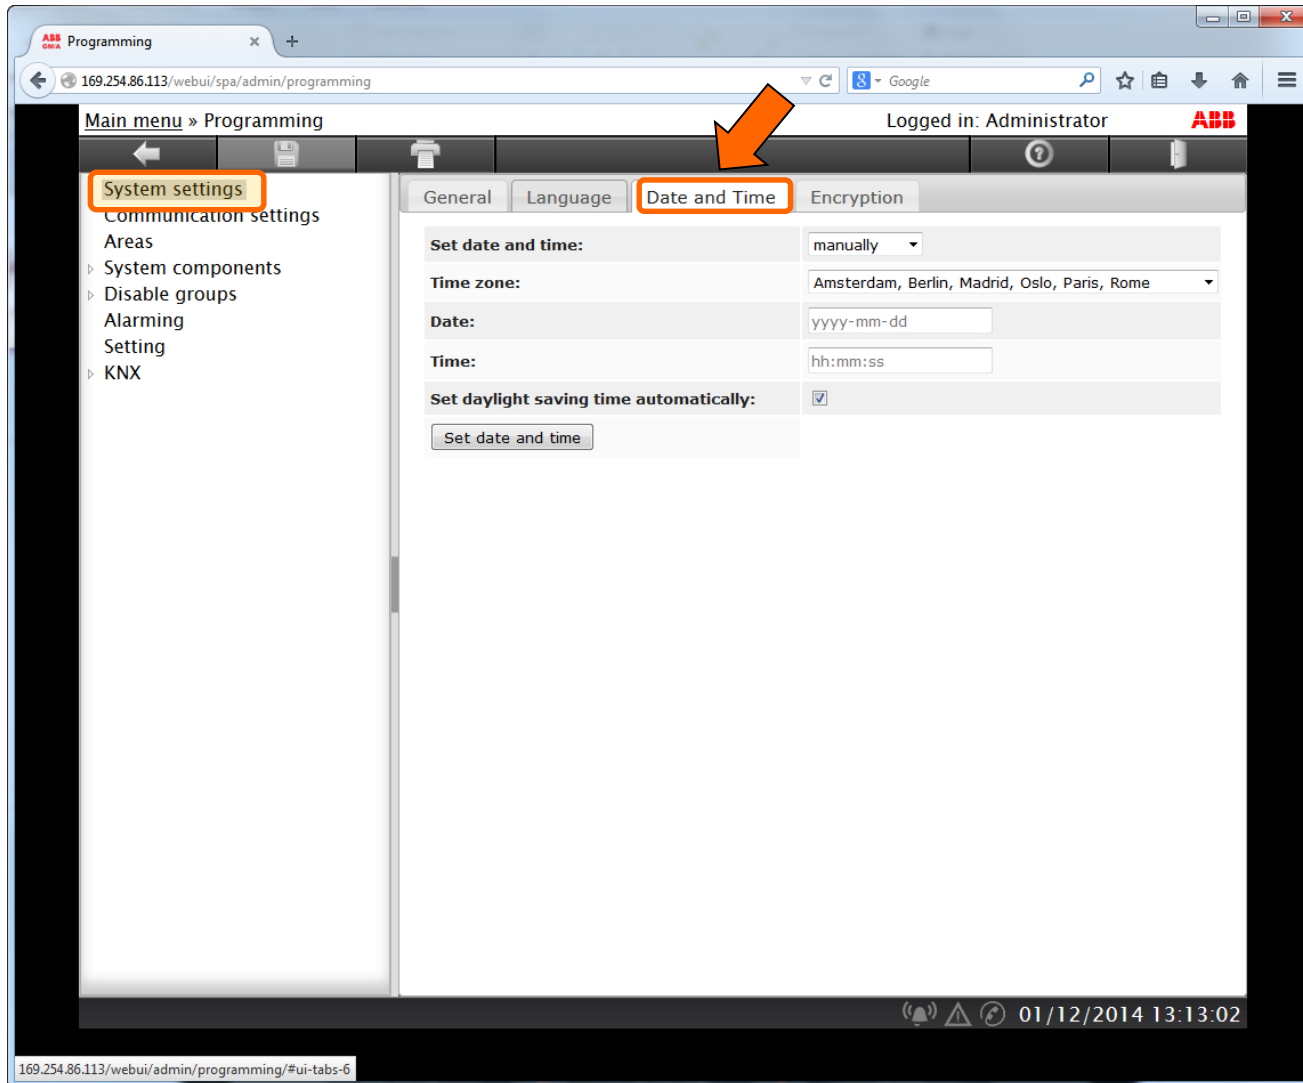 ABB
GM/A Programming
169.254.86.113/webui/spa/admin/programming
Google
Main menu » Programming
Logged in: Administrator
ABB
System settings
Communication settings
Areas
System components
Disable groups
Alarming
Setting
KNX
General
Language
Date and Time
Encryption
Set date and time:
manually
Time zone:
Amsterdam, Berlin, Madrid, Oslo, Paris, Rome
Date:
yyyy-mm-dd
Time:
hh:mm:ss
Set daylight saving time automatically:
Set date and time
01/12/2014 13:13:02
169.254.86.113/webui/admin/programming/#ui-tabs-6